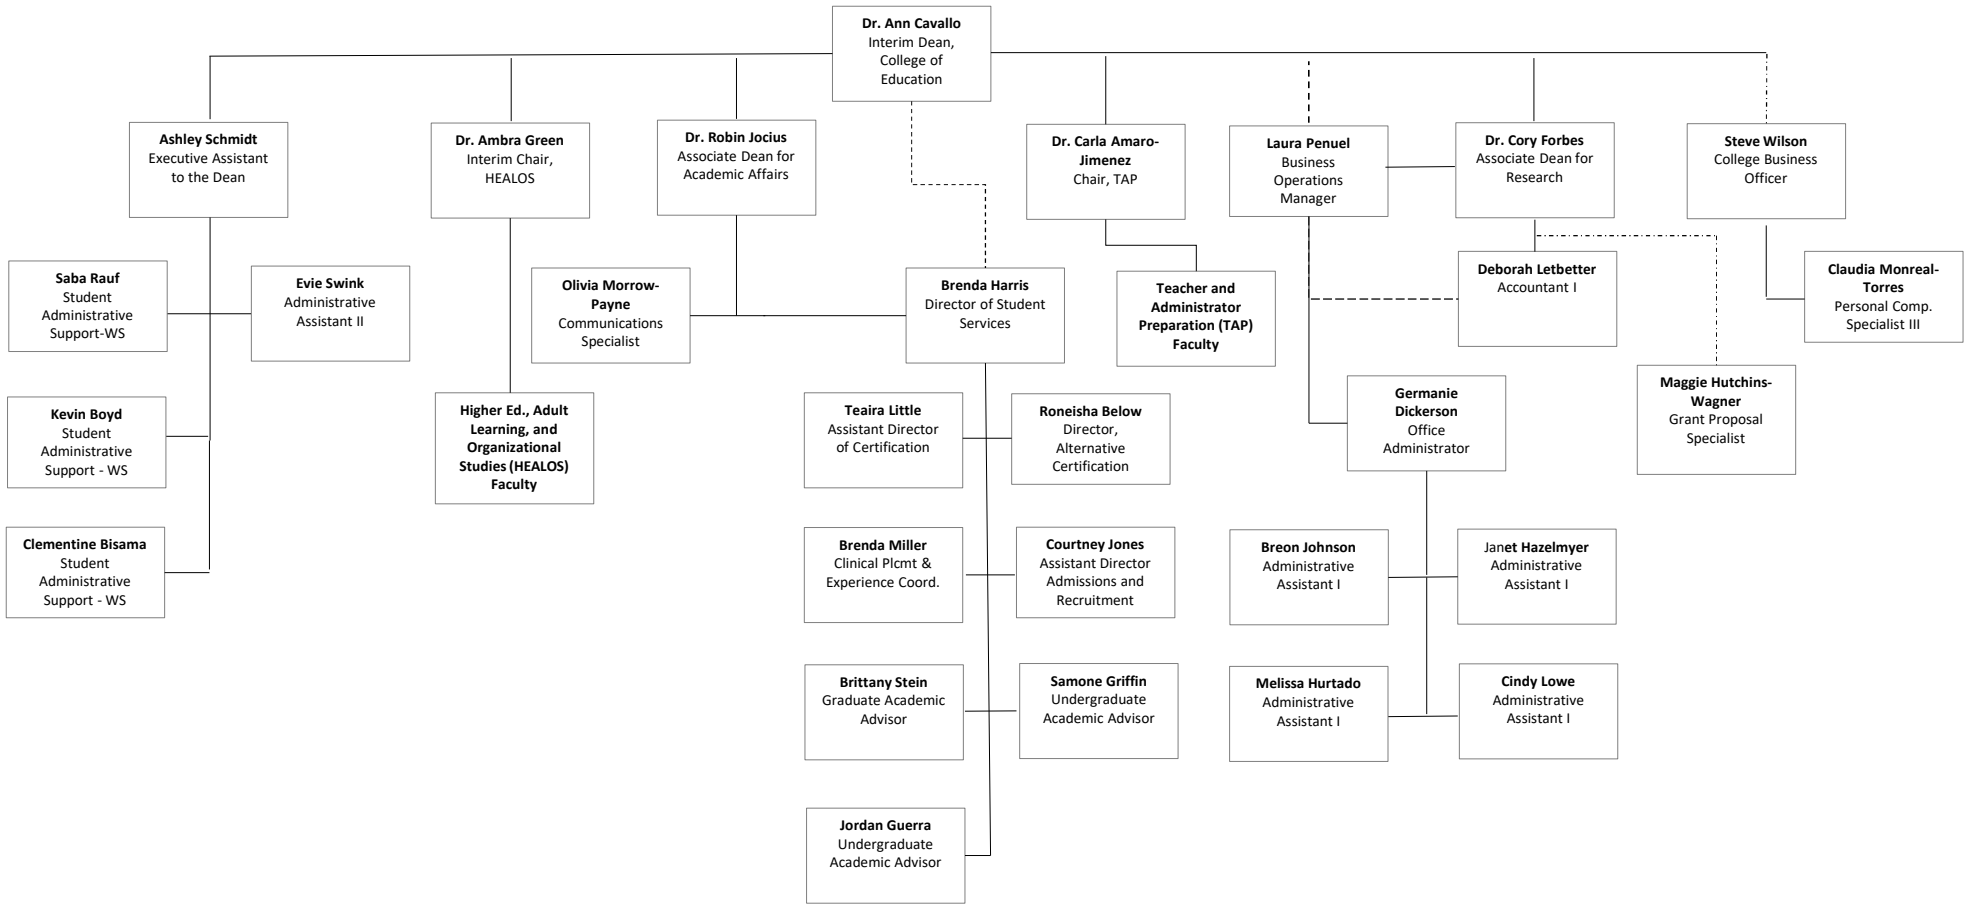 Dr. Ann Cavallo
Interim Dean,
College of
Education
Ashley Schmidt
Executive Assistant
to the Dean
Dr. Ambra Green
Interim Chair,
HEALOS
Dr. Robin Jocius
Associate Dean for
Academic Affairs
Dr. Carla Amaro-
Jimenez
Chair, TAP
Laura Penuel
Business
Operations
Manager
Dr. Cory Forbes
Associate Dean for
Research
Steve Wilson
College Business
Officer
Saba Rauf
Student
Administrative
Support-WS
Evie Swink
Administrative
Assistant II
Olivia Morrow-
Payne
Communications
Specialist
Brenda Harris
Director of Student
Services
Teacher and
Administrator
Preparation (TAP)
Faculty
Deborah Letbetter
Accountant I
Claudia Monreal-
Torres
Personal Comp.
Specialist III
Kevin Boyd
Student
Administrative
Support - WS
Higher Ed., Adult
Learning, and
Organizational
Studies (HEALOS)
Faculty
Teaira Little
Assistant Director
of Certification
Roneisha Below
Director,
Alternative
Certification
Germanie
Dickerson
Office
Administrator
Maggie Hutchins-
Wagner
Grant Proposal
Specialist
Clementine Bisama
Student
Administrative
Support - WS
Brenda Miller
Clinical Plcmt &
Experience Coord.
Courtney Jones
Assistant Director
Admissions and
Recruitment
Breon Johnson
Administrative
Assistant I
Janet Hazelmyer
Administrative
Assistant I
Brittany Stein
Graduate Academic
Advisor
Samone Griffin
Undergraduate
Academic Advisor
Melissa Hurtado
Administrative
Assistant I
Cindy Lowe
Administrative
Assistant I
Jordan Guerra
Undergraduate
Academic Advisor